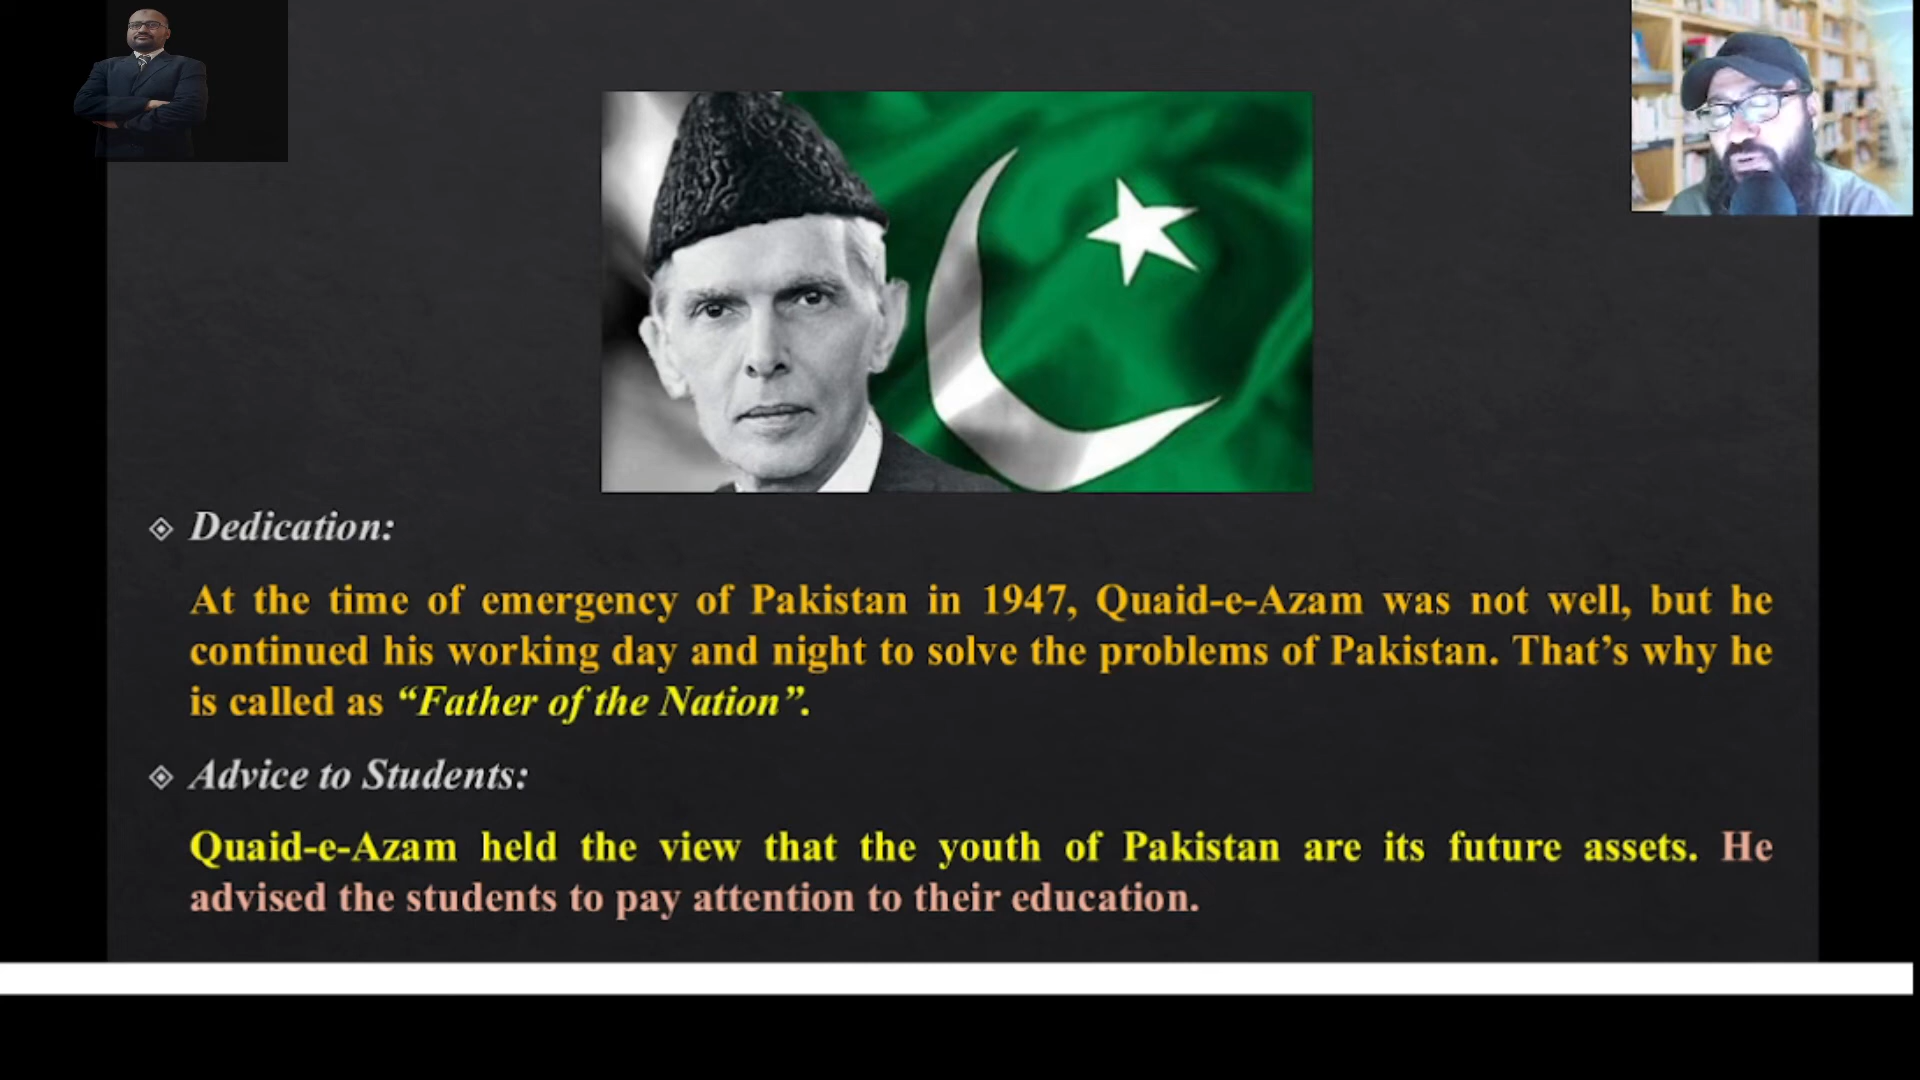 Dedication:
At the time of emergency of Pakistan in 1947, Quaid-e-Azam was not well, but he
continued his working day and night to solve the problems of Pakistan. That’s why he
is called as “Father of the Nation”.
Advice to Students:
Quaid-e-Azam held the view that the youth of Pakistan are its future assets. He
advised the students to pay attention to their education.